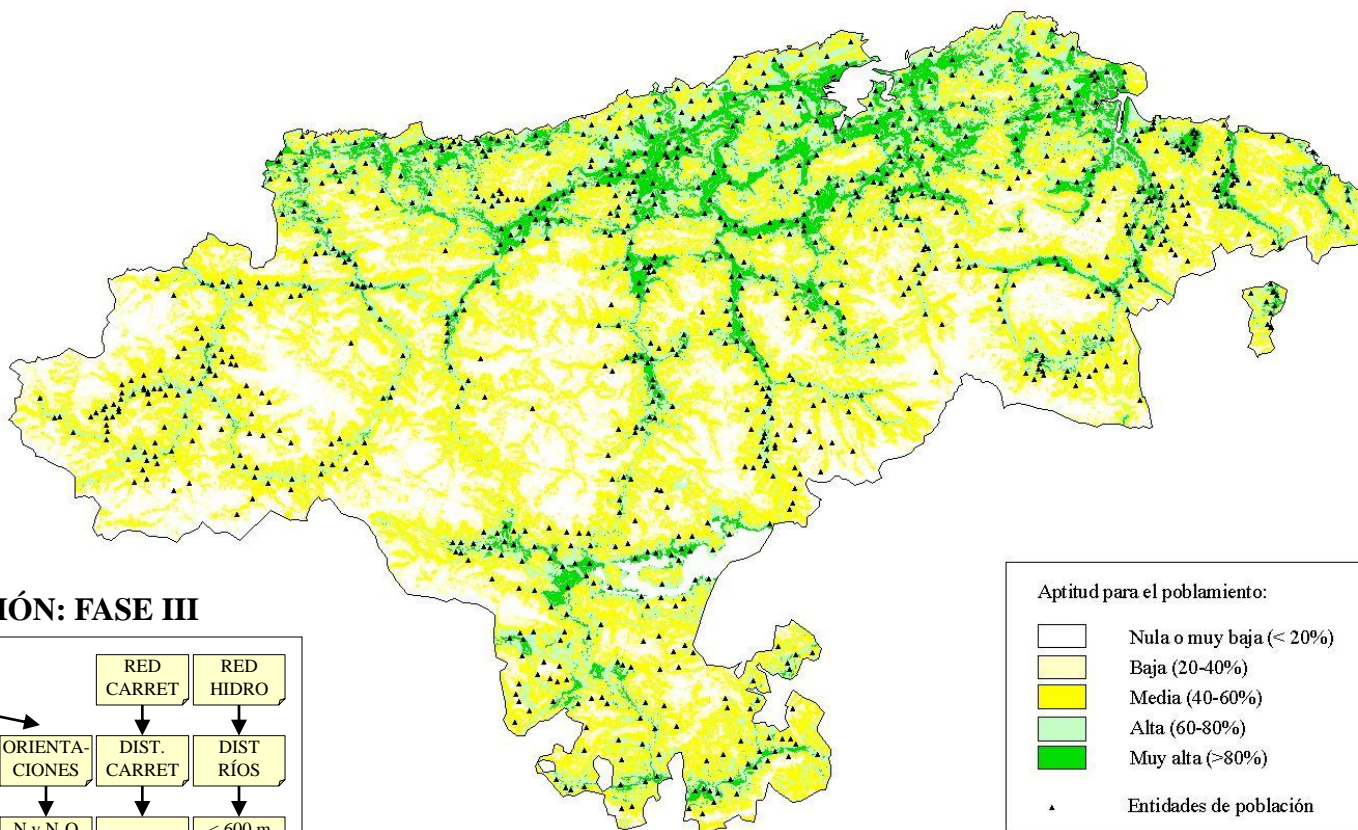 IÓN: FASE III
RED
CARRET
RED
HIDRO
ORIENTA-
CIONES
DIST.
CARRET
DIST
RÍOS
N y N-O
< 600 m
Aptitud para el poblamiento:
Nula o muy baja (< 20%)
Baja (20-40%)
Media (40-60%)
Alta (60-80%)
Muy alta (>80%)
Entidades de población